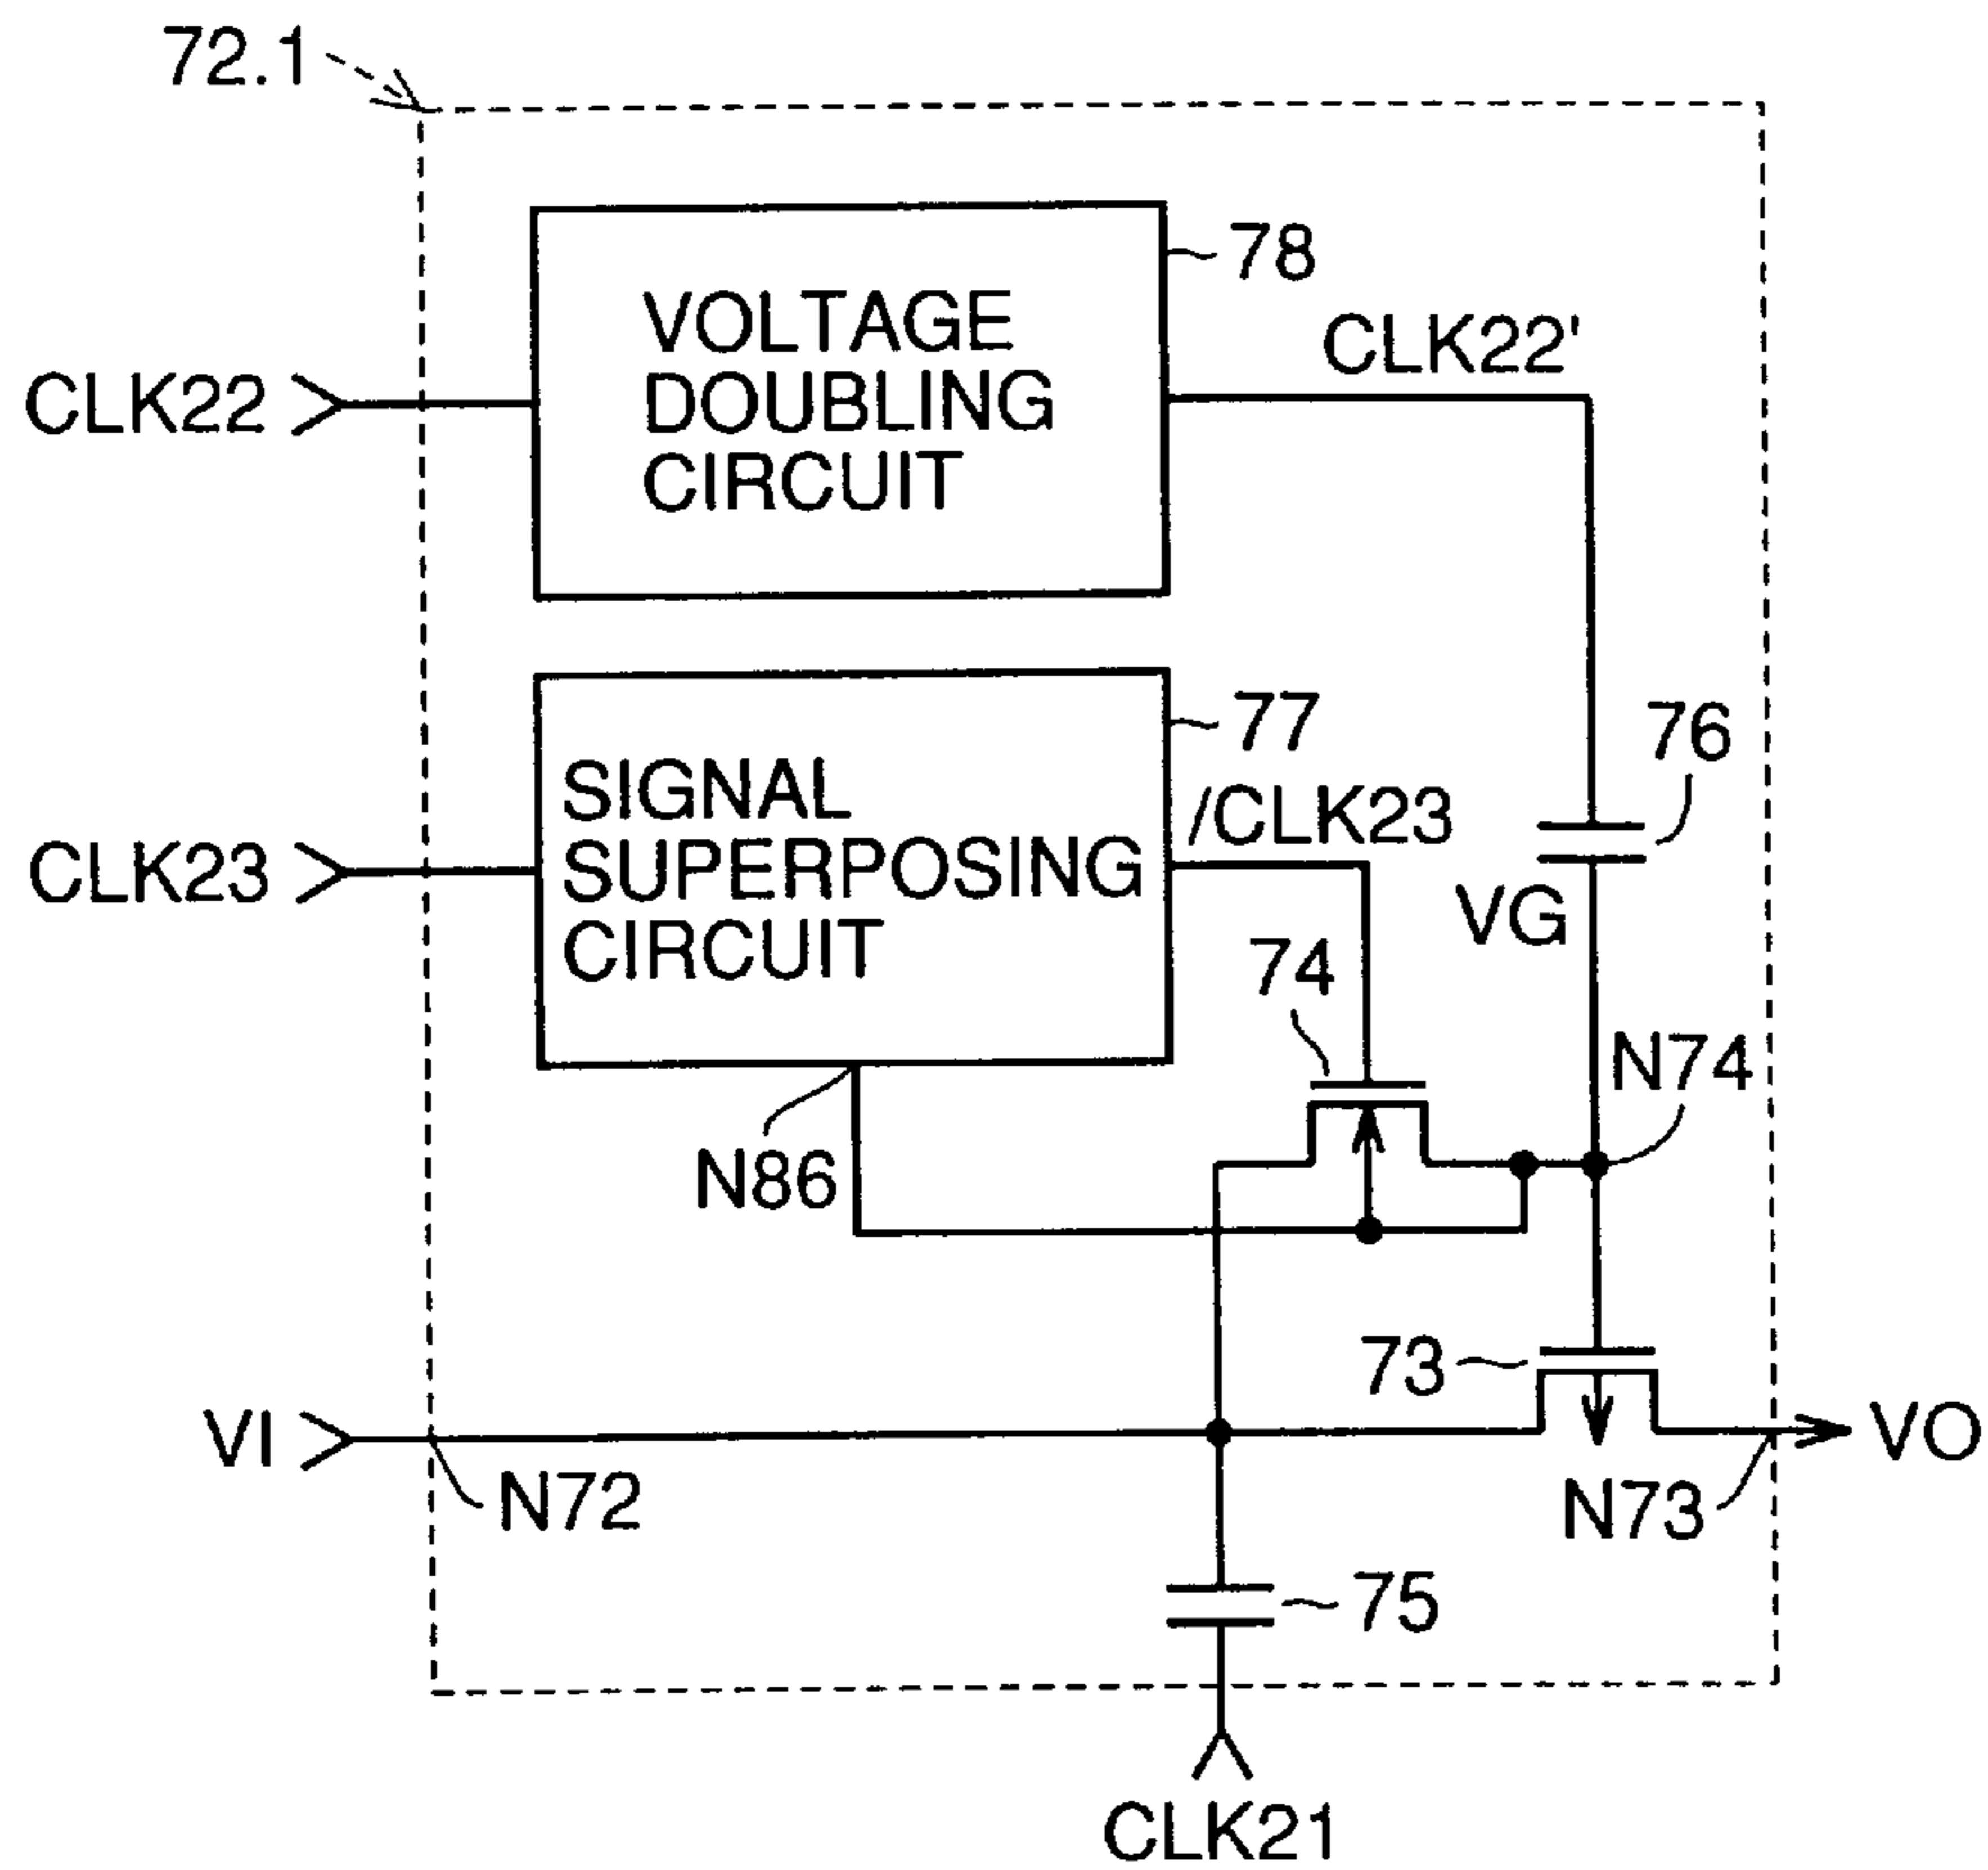 72.1
78
VOLTAGE
DOUBLING
CIRCUIT
CLK22'
CLK22
77
76
SIGNAL
SUPERPOSING
CIRCUIT
/CLK23
CLK23
VG
74
N74
N86
73
VI
VO
N72
N73
75
CLK21